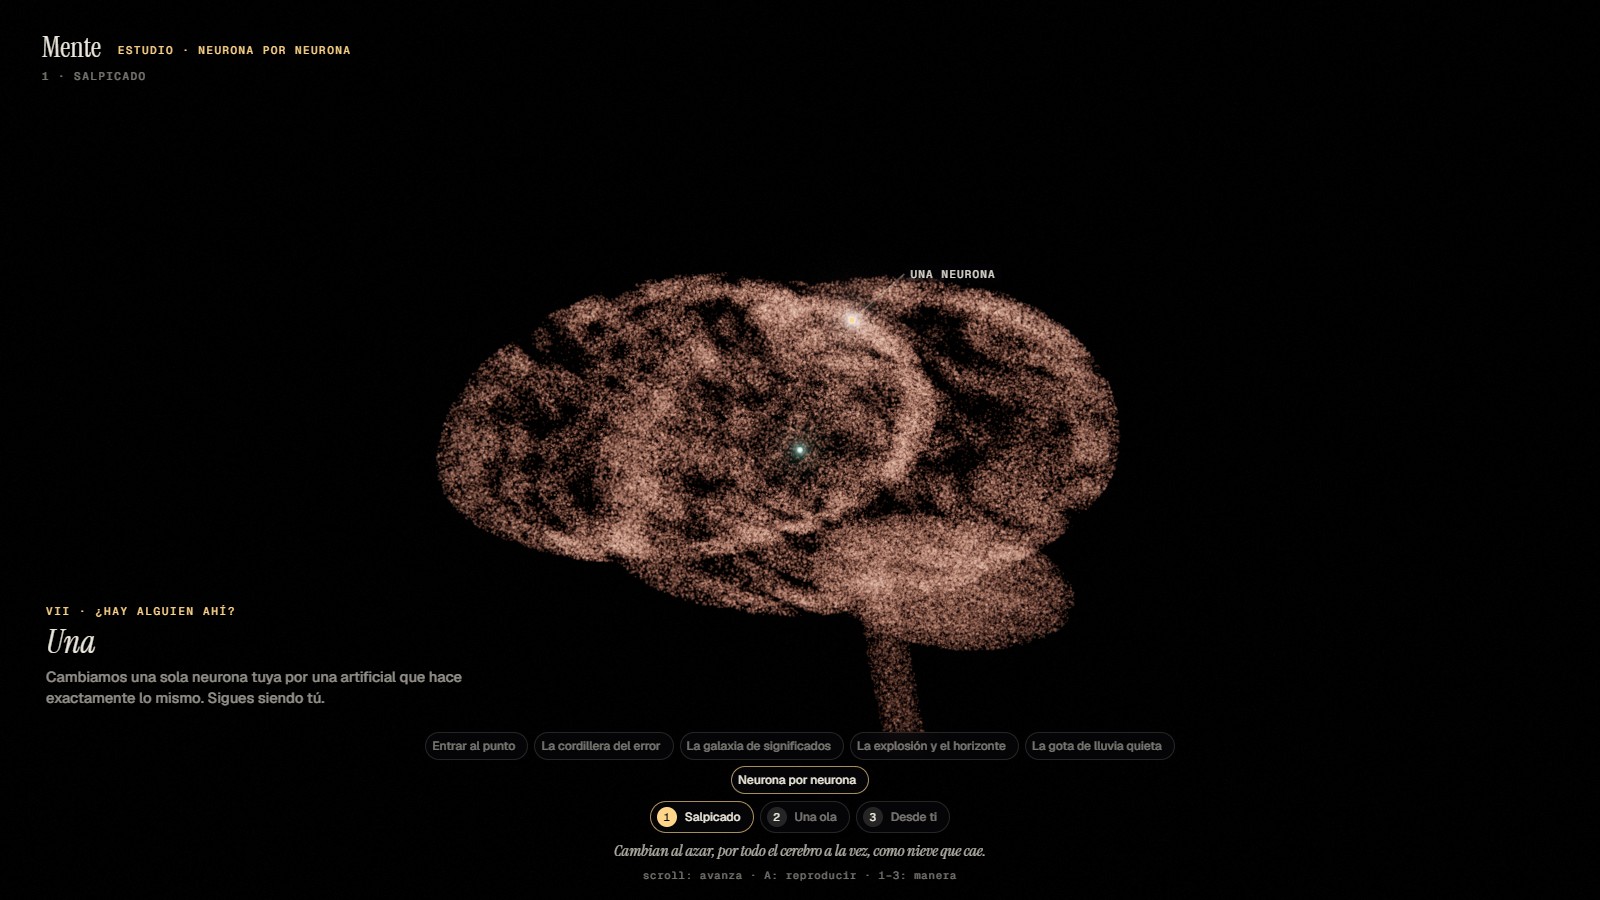 Mente ESTUDIO · NEURONA POR NEURONA
1 · SALPICADO
UNA NEURONA
VII · ¿HAY ALGUIEN AHÍ?
Una
Cambiamos una sola neurona tuya por una artificial que hace
exactamente lo mismo. Sigues siendo tú.
Entrar al punto La cordillera del error La galaxia de significados La explosión y el horizonte La gota de lluvia quieta
Neurona por neurona
1 Salpicado 2 Una ola 3 Desde ti
Cambian al azar, por todo el cerebro a la vez, como nieve que cae.
scroll: avanza · A: reproducir · 1–3: manera